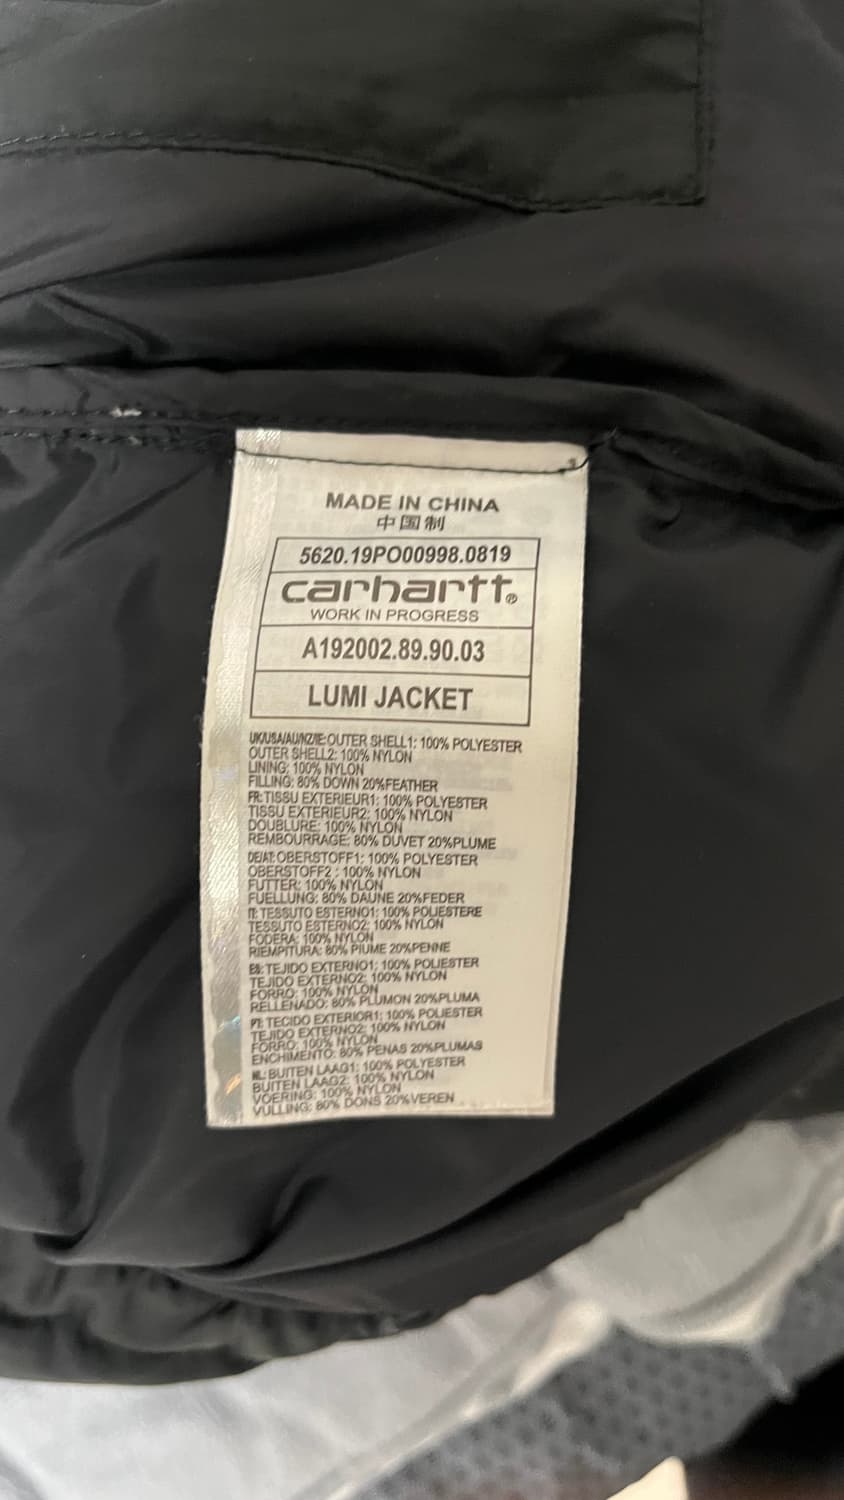 MADE IN CHINA
中国制
5620.19PO00998.0819
carhartt®
WORK IN PROGRESS
A192002.89.90.03
LUMI JACKET
UK/USA/AU/NZ/IE:OUTER SHELL1: 100% POLYESTER
OUTER SHELL2: 100% NYLON
LINING: 100% NYLON
FILLING: 80% DOWN 20%FEATHER
FR:TISSU EXTERIEUR1: 100% POLYESTER
TISSU EXTERIEUR2: 100% NYLON
DOUBLURE: 100% NYLON
REMBOURRAGE: 80% DUVET 20%PLUME
DE/AT:OBERSTOFF1: 100% POLYESTER
OBERSTOFF2 : 100% NYLON
FUTTER: 100% NYLON
FUELLUNG: 80% DAUNE 20%FEDER
IT: TESSUTO ESTERNO1: 100% POLIESTERE
TESSUTO ESTERNO2: 100% NYLON
FODERA: 100% NYLON
RIEMPITURA: 80% PIUME 20%PENNE
ES: TEJIDO EXTERNO1: 100% POLIESTER
TEJIDO EXTERNO2: 100% NYLON
FORRO: 100% NYLON
RELLENADO: 80% PLUMON 20%PLUMA
PT: TECIDO EXTERIOR1: 100% POLIESTER
TEJIDO EXTERNO2: 100% NYLON
FORRO: 100% NYLON
ENCHIMENTO: 80% PENAS 20%PLUMAS
NL: BUITEN LAAG1: 100% POLYESTER
BUITEN LAAG2: 100% NYLON
VOERING: 100% NYLON
VULLING: 80% DONS 20%VEREN